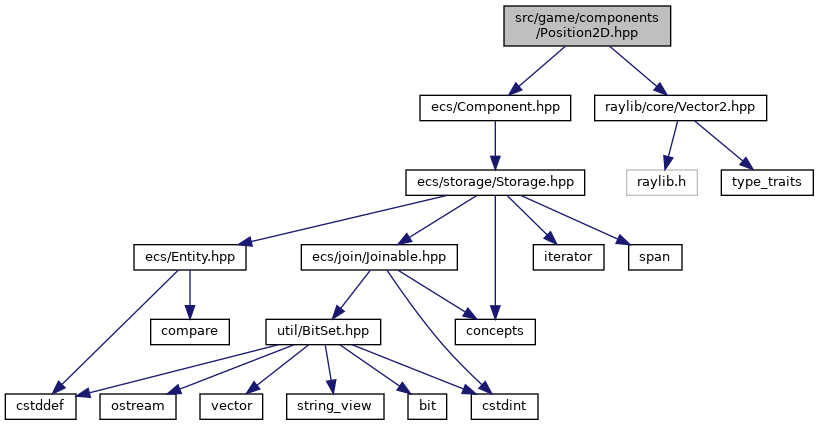 src/game/components
/Position2D.hpp
ecs/Component.hpp
raylib/core/Vector2.hpp
ecs/storage/Storage.hpp
raylib.h
type_traits
ecs/Entity.hpp
ecs/join/Joinable.hpp
iterator
span
compare
util/BitSet.hpp
concepts
cstddef
ostream
vector
string_view
bit
cstdint